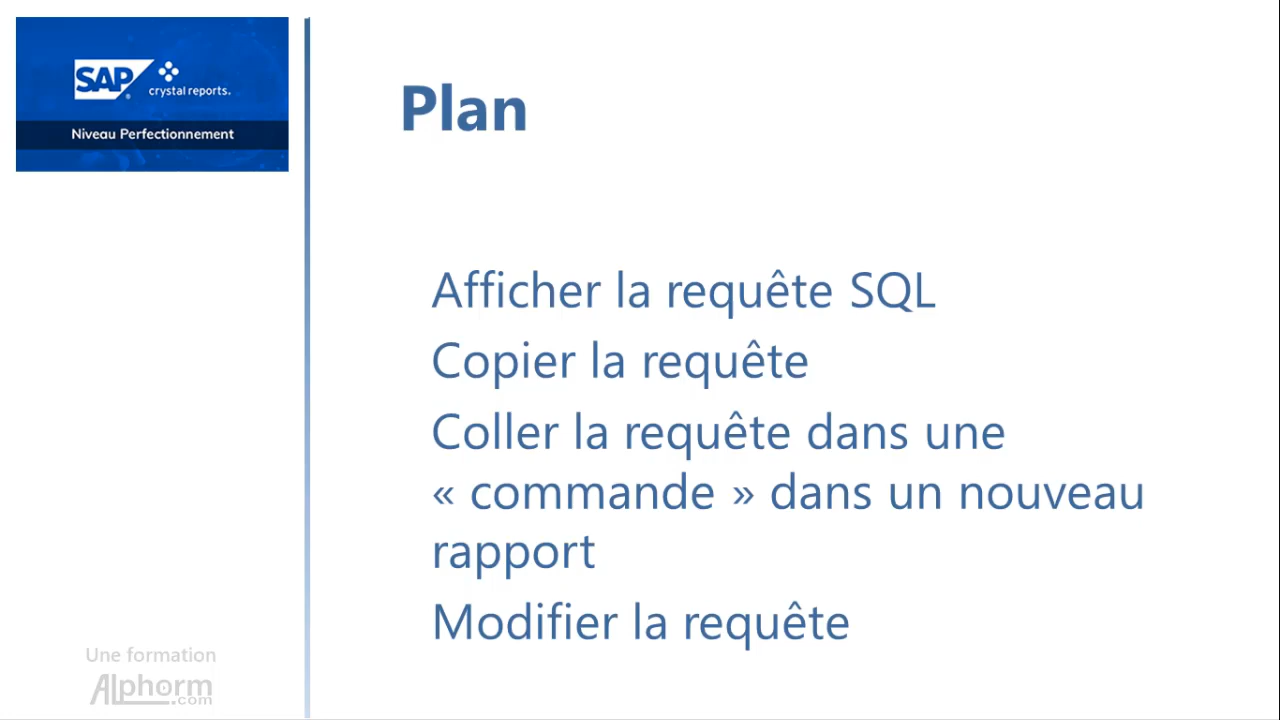 SAP
crystal reports.
Niveau Perfectionnement
Plan
Afficher la requête SQL
Copier la requête
Coller la requête dans une
« commande » dans un nouveau
rapport
Modifier la requête
Une formation
Alphorm
.com